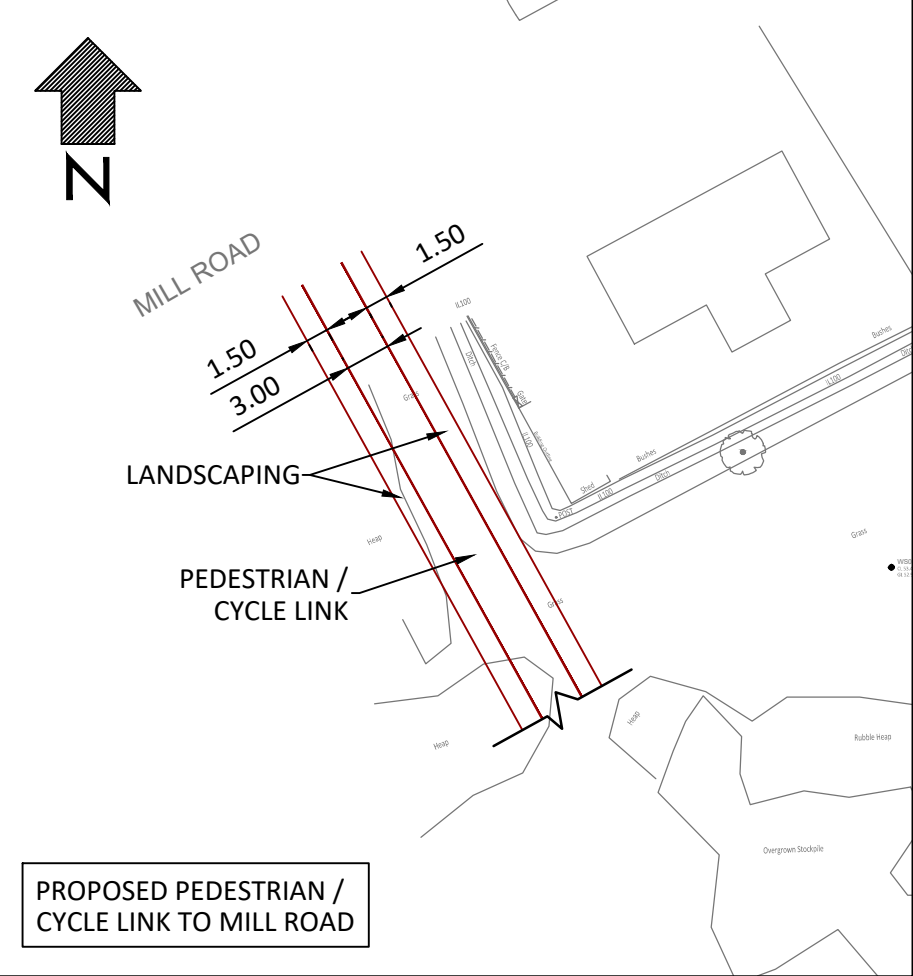 N
MILL ROAD
1.50
1.50
3.00
IL100
Fence C/B
Ditch
Gate
Grass
IL100
Bushes
IL100
Bushes
Ditch
Shed
IL100
POST
LANDSCAPING
Heap
Grass
PEDESTRIAN /
CYCLE LINK
Grass
Heap
Heap
Rubble Heap
Overgrown Stockpile
PROPOSED PEDESTRIAN /
CYCLE LINK TO MILL ROAD